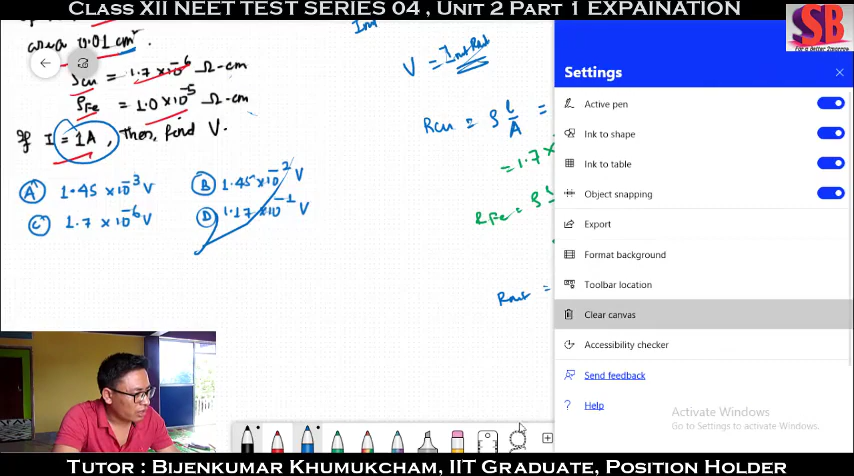 Class XII NEET TEST SERIES 04 , Unit 2 Part 1 EXPAINATION
area 0.01 cm².
ρcu = 1.7×10⁻⁶ Ω-cm
ρFe = 1.0×10⁻⁵ Ω-cm
If I = 1A, then, find V.
A 1.45×10⁻³V
B 1.45×10⁻² V
C 1.7×10⁻⁶V
D 1.17×10⁻¹ V
V = Inet Rnet
Rcu = ρ l/A =
= 1.7×
RFe = ρ
Rnet =
SB
Settings
Active pen
Ink to shape
Ink to table
Object snapping
Export
Format background
Toolbar location
Clear canvas
Accessibility checker
Send feedback
Help
Activate Windows
Go to Settings to activate Windows.
Tutor : BIJENKUMAR KHUMUKCHAM, IIT GRADUATE, POSITION HOLDER